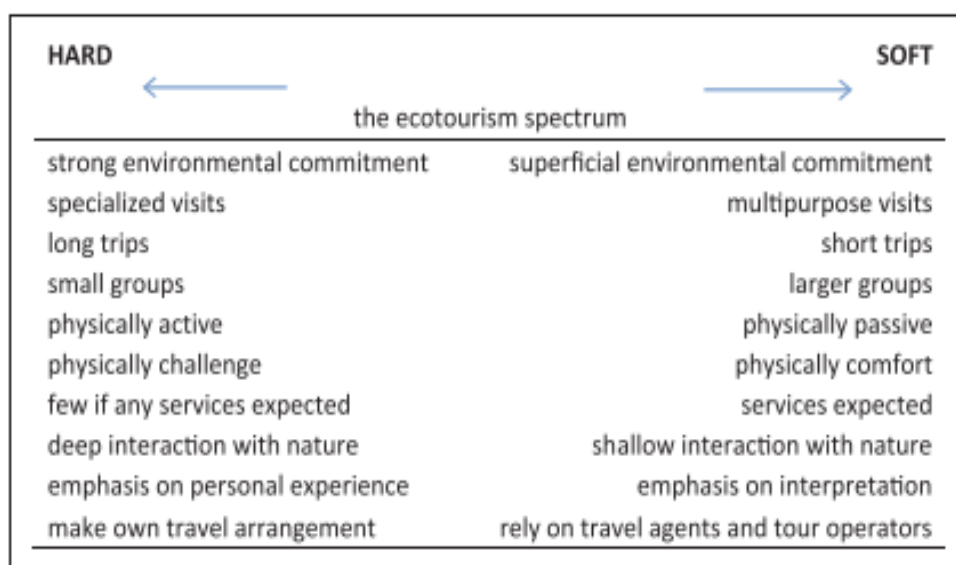 HARD SOFT
the ecotourism spectrum
strong environmental commitment superficial environmental commitment
specialized visits multipurpose visits
long trips short trips
small groups larger groups
physically active physically passive
physically challenge physically comfort
few if any services expected services expected
deep interaction with nature shallow interaction with nature
emphasis on personal experience emphasis on interpretation
make own travel arrangement rely on travel agents and tour operators